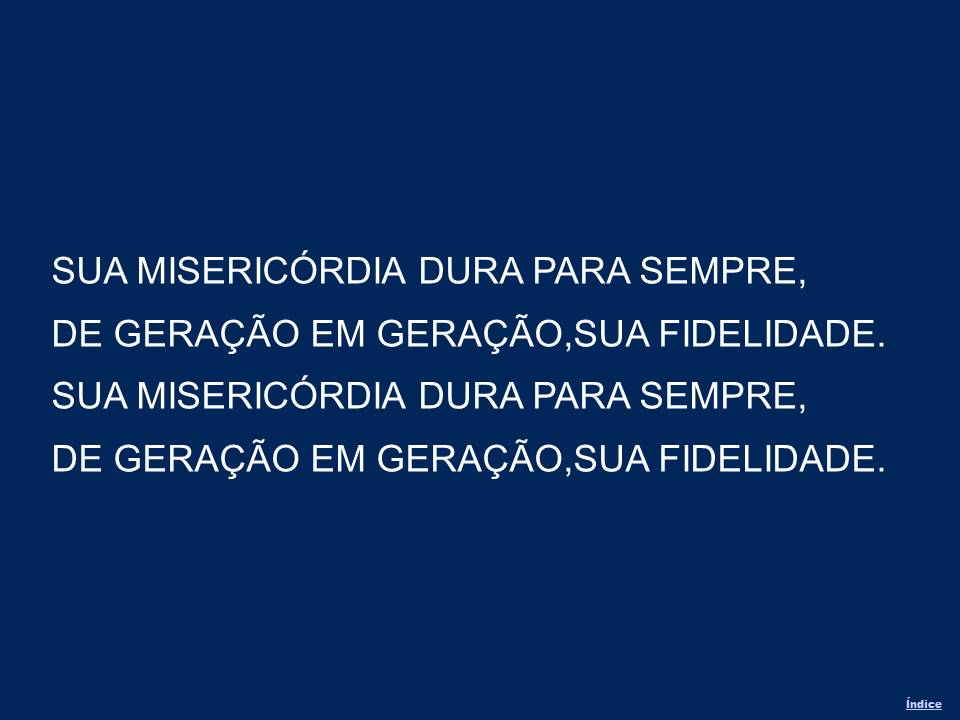 SUA MISERICÓRDIA DURA PARA SEMPRE,
DE GERAÇÃO EM GERAÇÃO,SUA FIDELIDADE.
SUA MISERICÓRDIA DURA PARA SEMPRE,
DE GERAÇÃO EM GERAÇÃO,SUA FIDELIDADE.
Índice